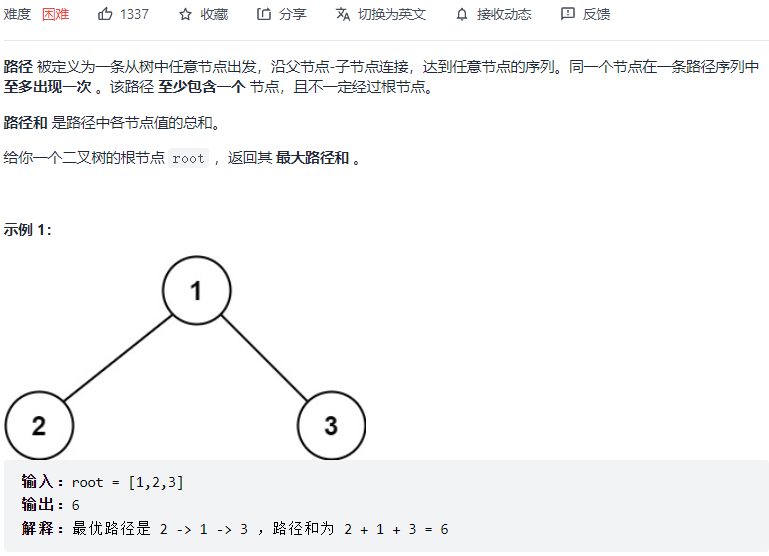 难度 困难 1337 收藏 分享 切换为英文 接收动态 反馈
路径 被定义为一条从树中任意节点出发，沿父节点-子节点连接，达到任意节点的序列。同一个节点在一条路径序列中
至多出现一次 。该路径 至少包含一个 节点，且不一定经过根节点。
路径和 是路径中各节点值的总和。
给你一个二叉树的根节点 root ，返回其 最大路径和 。
示例 1：
1
2 3
输入：root = [1,2,3]
输出：6
解释：最优路径是 2 -> 1 -> 3 ，路径和为 2 + 1 + 3 = 6